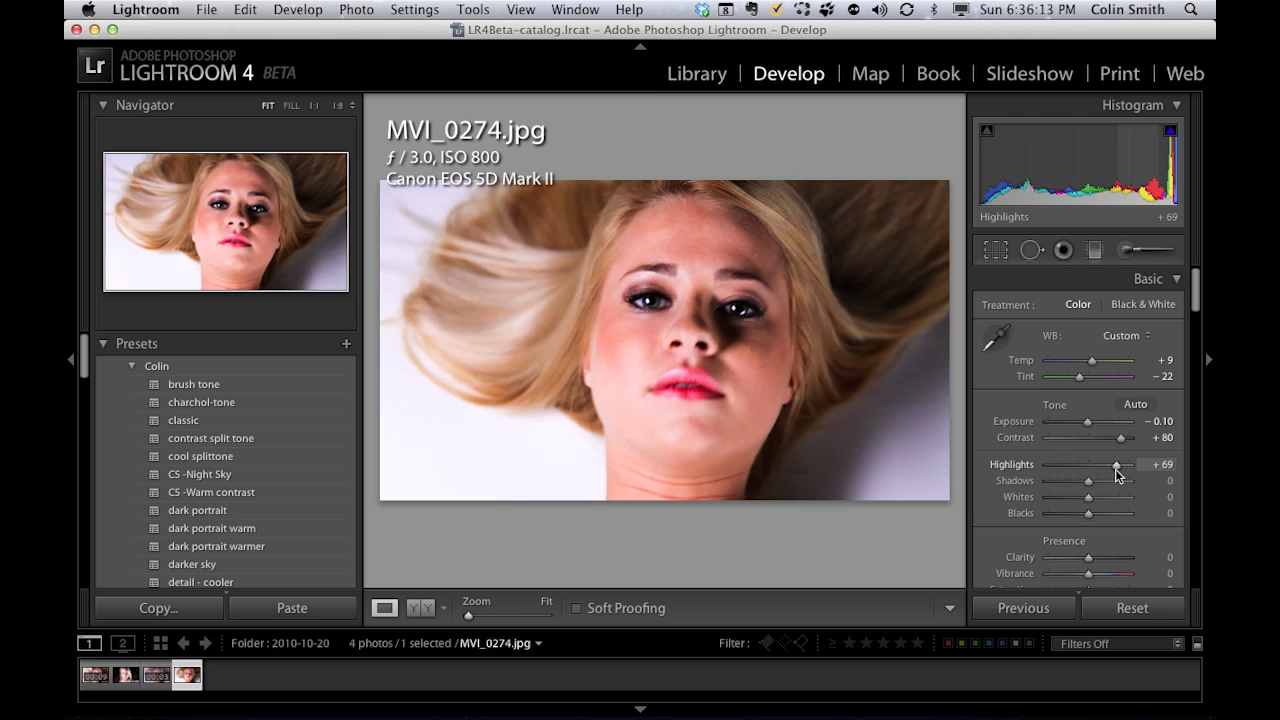 Lightroom File Edit Develop Photo Settings Tools View Window Help 8 Sun 6:36:13 PM Colin Smith
LR4Beta-catalog.lrcat – Adobe Photoshop Lightroom – Develop
Lr ADOBE PHOTOSHOP
LIGHTROOM 4 BETA
Library | Develop | Map | Book | Slideshow | Print | Web
Navigator FIT FILL 1:1 1:8
Presets +
Colin
brush tone
charchol-tone
classic
contrast split tone
cool splittone
CS -Night Sky
CS -Warm contrast
dark portrait
dark portrait warm
dark portrait warmer
darker sky
detail - cooler
Copy... Paste
MVI_0274.jpg
ƒ / 3.0, ISO 800
Canon EOS 5D Mark II
YY Zoom Fit Soft Proofing
Histogram
Highlights + 69
Basic
Treatment : Color | Black & White
WB: Custom
Temp + 9
Tint – 22
Tone Auto
Exposure – 0.10
Contrast + 80
Highlights + 69
Shadows 0
Whites 0
Blacks 0
Presence
Clarity 0
Vibrance 0
Previous Reset
1 2 Folder : 2010-10-20 4 photos / 1 selected / MVI_0274.jpg Filter : ≥ Filters Off
00:09 00:03